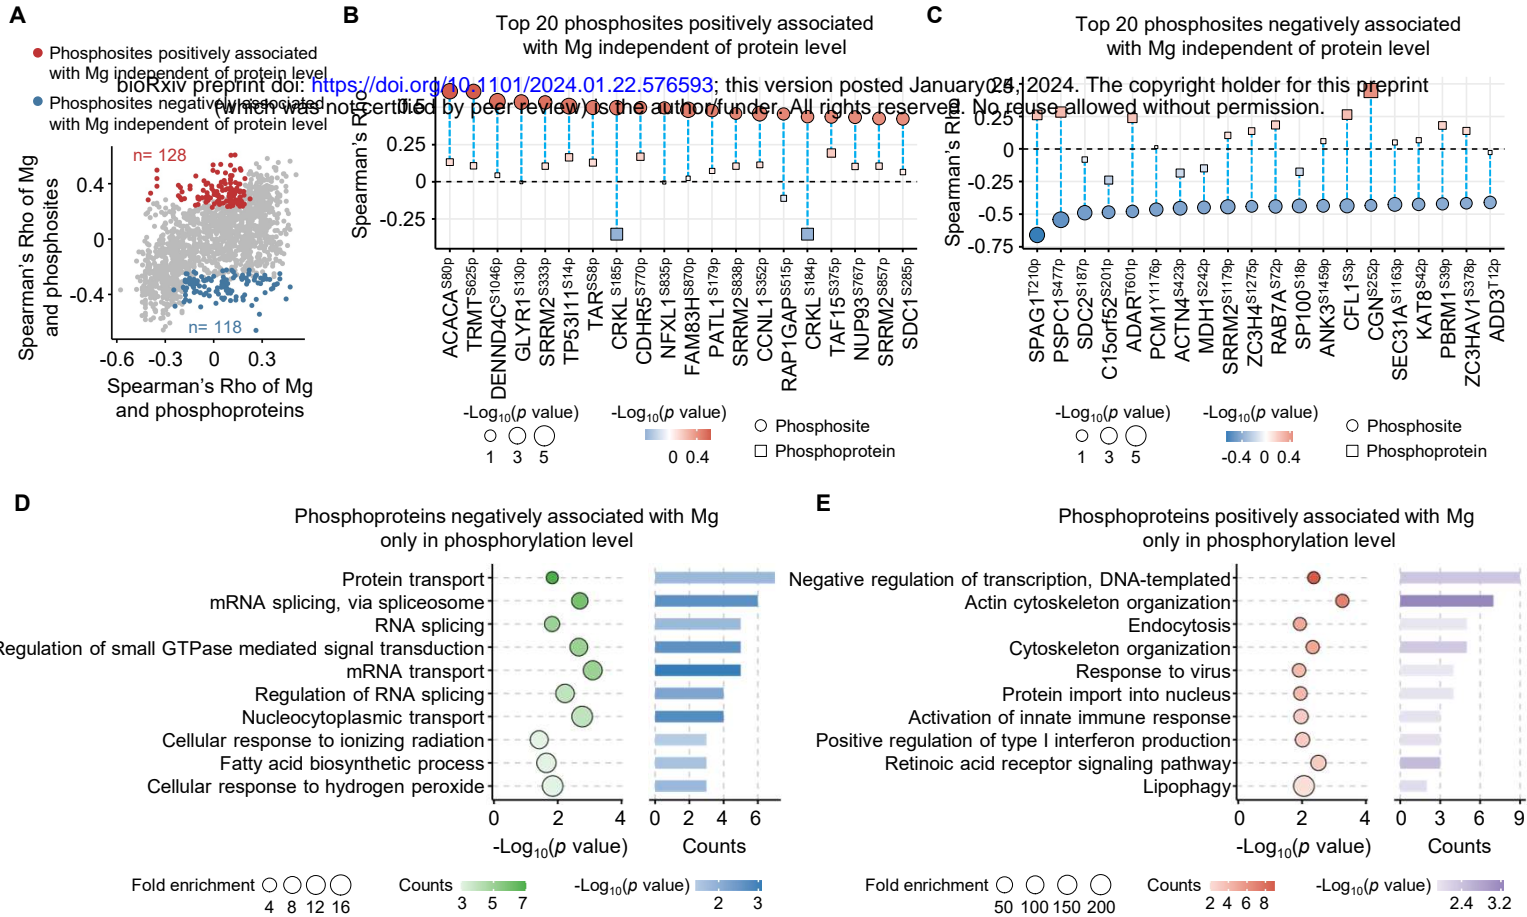 A
Phosphosites positively associated
with Mg independent of protein level
Phosphosites negatively associated
with Mg independent of protein level
bioRxiv preprint doi: https://doi.org/10.1101/2024.01.22.576593; this version posted January 24, 2024. The copyright holder for this preprint
(which was not certified by peer review) is the author/funder. All rights reserved. No reuse allowed without permission.
n= 128
n= 118
Spearman's Rho of Mg
and phosphosites
0.4
0
-0.4
-0.6 -0.3 0 0.3
Spearman's Rho of Mg
and phosphoproteins
B
Top 20 phosphosites positively associated
with Mg independent of protein level
Spearman's Rho
0.5
0.25
0
-0.25
ACACA S80p
TRMT S625p
DENND4C S1046p
GLYR1 S130p
SRRM2 S333p
TP53I11 S14p
TAR S8p
CRKL S185p
CDHR5 S770p
NFXL1 S835p
FAM83H S870p
PATL1 S179p
SRRM2 S838p
CCNL1 S352p
RAP1GAP S515p
CRKL S184p
TAF15 S375p
NUP93 S767p
SRRM2 S857p
SDC1 S285p
-Log10(p value)
1 3 5
-Log10(p value)
0 0.4
Phosphosite
Phosphoprotein
C
Top 20 phosphosites negatively associated
with Mg independent of protein level
Spearman's Rho
0.5
0.25
0
-0.25
-0.5
-0.75
SPAG1 T210p
PSPC1 S477p
SDC2 S187p
C15orf52 S201p
ADAR T601p
PCM1 Y1176p
ACTN4 S423p
MDH1 S242p
SRRM2 S1179p
ZC3H4 S1275p
RAB7A S72p
SP100 S18p
ANK3 S1459p
CFL1 S3p
CGN S252p
SEC31A S1163p
KAT8 S42p
PBRM1 S39p
ZC3HAV1 S378p
ADD3 T12p
-Log10(p value)
1 3 5
-Log10(p value)
-0.4 0 0.4
Phosphosite
Phosphoprotein
D
Phosphoproteins negatively associated with Mg
only in phosphorylation level
Protein transport
mRNA splicing, via spliceosome
RNA splicing
Regulation of small GTPase mediated signal transduction
mRNA transport
Regulation of RNA splicing
Nucleocytoplasmic transport
Cellular response to ionizing radiation
Fatty acid biosynthetic process
Cellular response to hydrogen peroxide
0 2 4
-Log10(p value)
0 2 4 6
Counts
Fold enrichment
4 8 12 16
Counts
3 5 7
-Log10(p value)
2 3
E
Phosphoproteins positively associated with Mg
only in phosphorylation level
Negative regulation of transcription, DNA-templated
Actin cytoskeleton organization
Endocytosis
Cytoskeleton organization
Response to virus
Protein import into nucleus
Activation of innate immune response
Positive regulation of type I interferon production
Retinoic acid receptor signaling pathway
Lipophagy
0 2 4
-Log10(p value)
0 3 6 9
Counts
Fold enrichment
50 100 150 200
Counts
2 4 6 8
-Log10(p value)
2.4 3.2